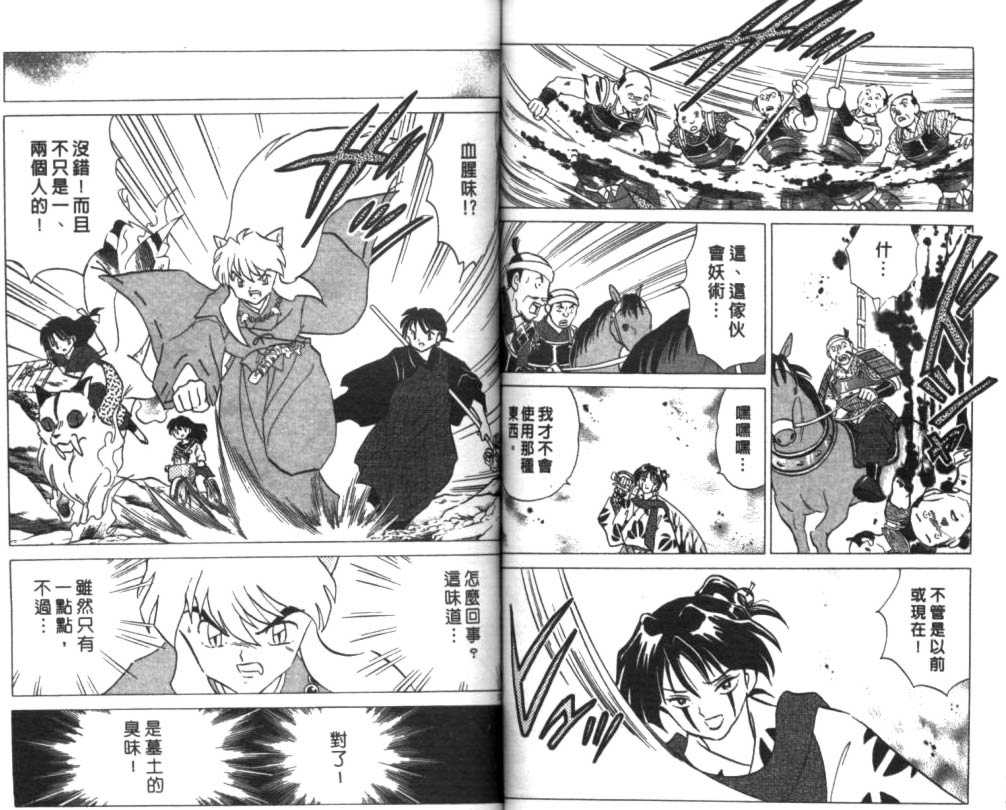 什…
這、這傢伙
會妖術…
嘿嘿嘿…
我才不會
使用那種
東西。
不管是以前
或現在！
血腥味!?
沒錯！而且
不只是一、
兩個人的！
怎麼回事？
這味道…
雖然只有
一點點，
不過…
對了！
是墓土的
臭味！